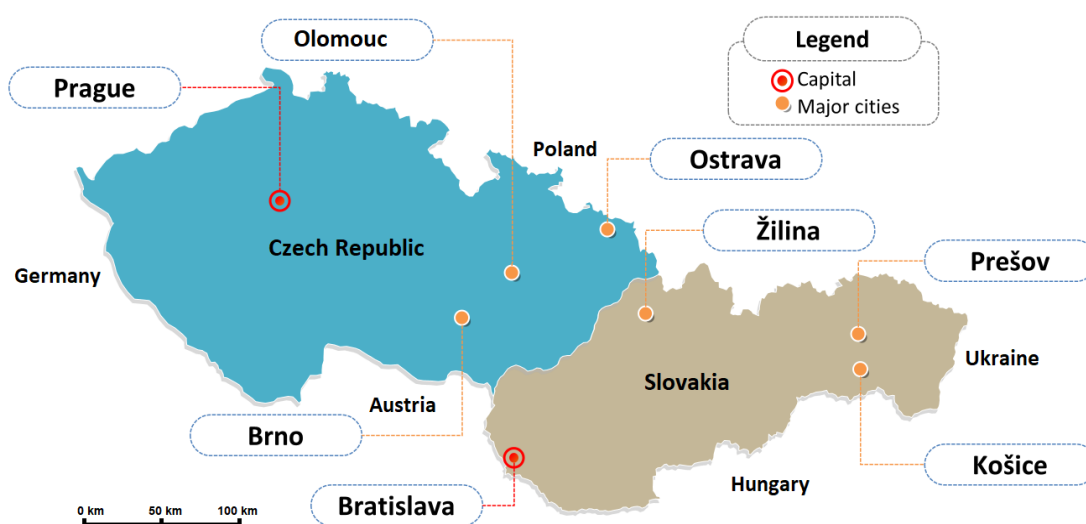 Olomouc
Legend
Prague
Capital
Major cities
Poland
Ostrava
Žilina
Czech Republic
Prešov
Germany
Ukraine
Slovakia
Austria
Brno
Košice
Hungary
Bratislava
0 km 50 km 100 km